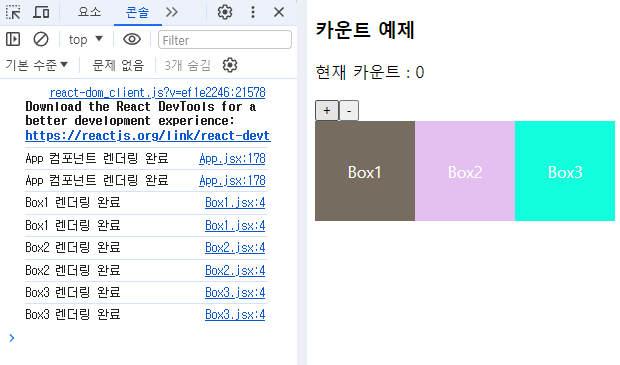 요소
콘솔
top
Filter
기본 수준
문제 없음
3개 숨김
react-dom_client.js?v=ef1e2246:21578
Download the React DevTools for a
better development experience:
https://reactjs.org/link/react-devt
App 컴포넌트 렌더링 완료 App.jsx:178
App 컴포넌트 렌더링 완료 App.jsx:178
Box1 렌더링 완료 Box1.jsx:4
Box1 렌더링 완료 Box1.jsx:4
Box2 렌더링 완료 Box2.jsx:4
Box2 렌더링 완료 Box2.jsx:4
Box3 렌더링 완료 Box3.jsx:4
Box3 렌더링 완료 Box3.jsx:4
카운트 예제
현재 카운트 : 0
+ -
Box1 Box2 Box3